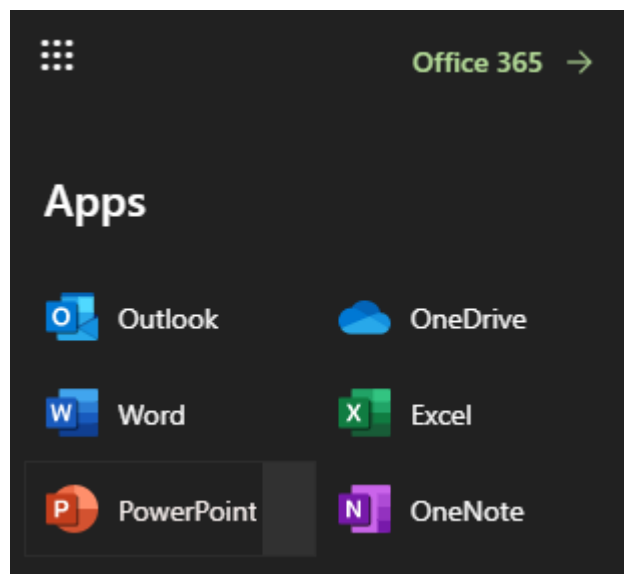 Office 365 →
Apps
O Outlook
OneDrive
W Word
X Excel
P PowerPoint
N OneNote